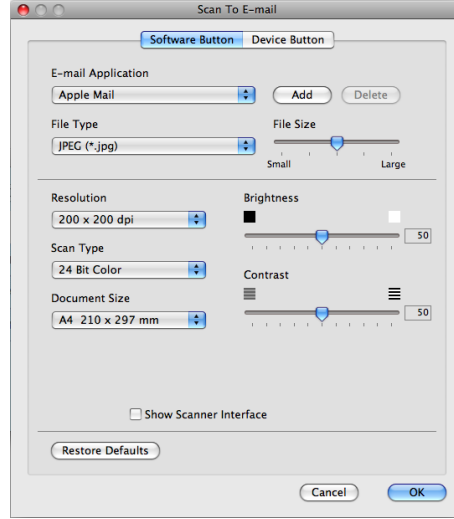 Scan To E-mail
Software Button Device Button
E-mail Application
Apple Mail Add Delete
File Type File Size
JPEG (*.jpg)
Small Large
Resolution Brightness
200 x 200 dpi
50
Scan Type
24 Bit Color
Contrast
Document Size
A4 210 x 297 mm 50
Show Scanner Interface
Restore Defaults
Cancel OK